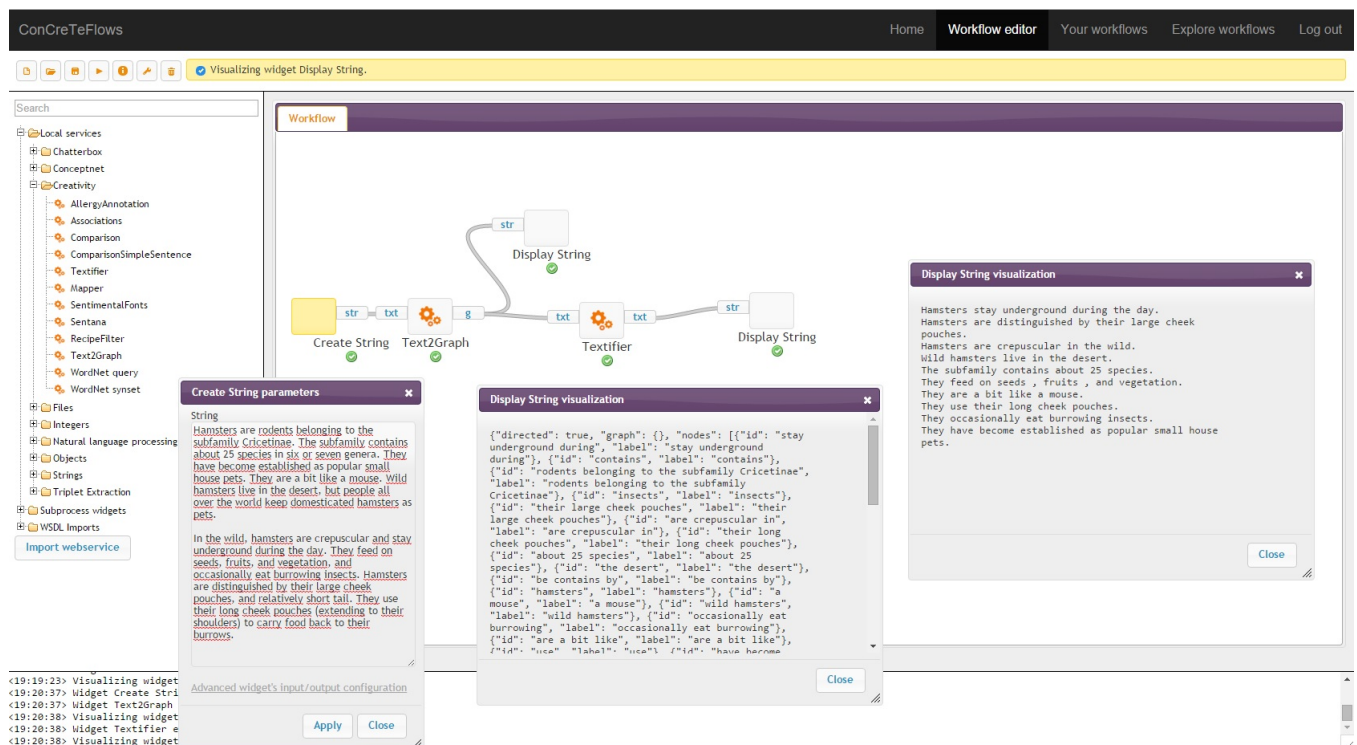 ConCreTeFlows
Home Workflow editor Your workflows Explore workflows Log out
Visualizing widget Display String.
Search
Local services
Chatterbox
Conceptnet
Creativity
AllergyAnnotation
Associations
Comparison
ComparisonSimpleSentence
Textifier
Mapper
SentimentalFonts
Sentana
RecipeFilter
Text2Graph
WordNet query
WordNet synset
Files
Integers
Natural language processing
Objects
Strings
Triplet Extraction
Subprocess widgets
WSDL Imports
Import webservice
Workflow
str
Display String
str txt g
Create String Text2Graph
txt txt
Textifier
str
Display String
Create String parameters
String
Hamsters are rodents belonging to the
subfamily Cricetinae. The subfamily contains
about 25 species in six or seven genera. They
have become established as popular small
house pets. They are a bit like a mouse. Wild
hamsters live in the desert, but people all
over the world keep domesticated hamsters as
pets.
In the wild, hamsters are crepuscular and stay
underground during the day. They feed on
seeds, fruits, and vegetation, and
occasionally eat burrowing insects. Hamsters
are distinguished by their large cheek
pouches, and relatively short tail. They use
their long cheek pouches (extending to their
shoulders) to carry food back to their
burrows.
Advanced widget's input/output configuration
Apply Close
Display String visualization
{"directed": true, "graph": {}, "nodes": [{"id": "stay
underground during", "label": "stay underground
during"}, {"id": "contains", "label": "contains"},
{"id": "rodents belonging to the subfamily Cricetinae",
"label": "rodents belonging to the subfamily
Cricetinae"}, {"id": "insects", "label": "insects"},
{"id": "their large cheek pouches", "label": "their
large cheek pouches"}, {"id": "are crepuscular in",
"label": "are crepuscular in"}, {"id": "their long
cheek pouches", "label": "their long cheek pouches"},
{"id": "about 25 species", "label": "about 25
species"}, {"id": "the desert", "label": "the desert"},
{"id": "be contains by", "label": "be contains by"},
{"id": "hamsters", "label": "hamsters"}, {"id": "a
mouse", "label": "a mouse"}, {"id": "wild hamsters",
"label": "wild hamsters"}, {"id": "occasionally eat
burrowing", "label": "occasionally eat burrowing"},
{"id": "are a bit like", "label": "are a bit like"},
{"id": "use", "label": "use"}, {"id": "have become
Close
Display String visualization
Hamsters stay underground during the day.
Hamsters are distinguished by their large cheek
pouches.
Hamsters are crepuscular in the wild.
Wild hamsters live in the desert.
The subfamily contains about 25 species.
They feed on seeds , fruits , and vegetation.
They are a bit like a mouse.
They use their long cheek pouches.
They occasionally eat burrowing insects.
They have become established as popular small house
pets.
Close
<19:19:23> Visualizing widget
<19:20:37> Widget Create Stri
<19:20:37> Widget Text2Graph
<19:20:38> Visualizing widget
<19:20:38> Widget Textifier e
<19:20:38> Visualizing widget